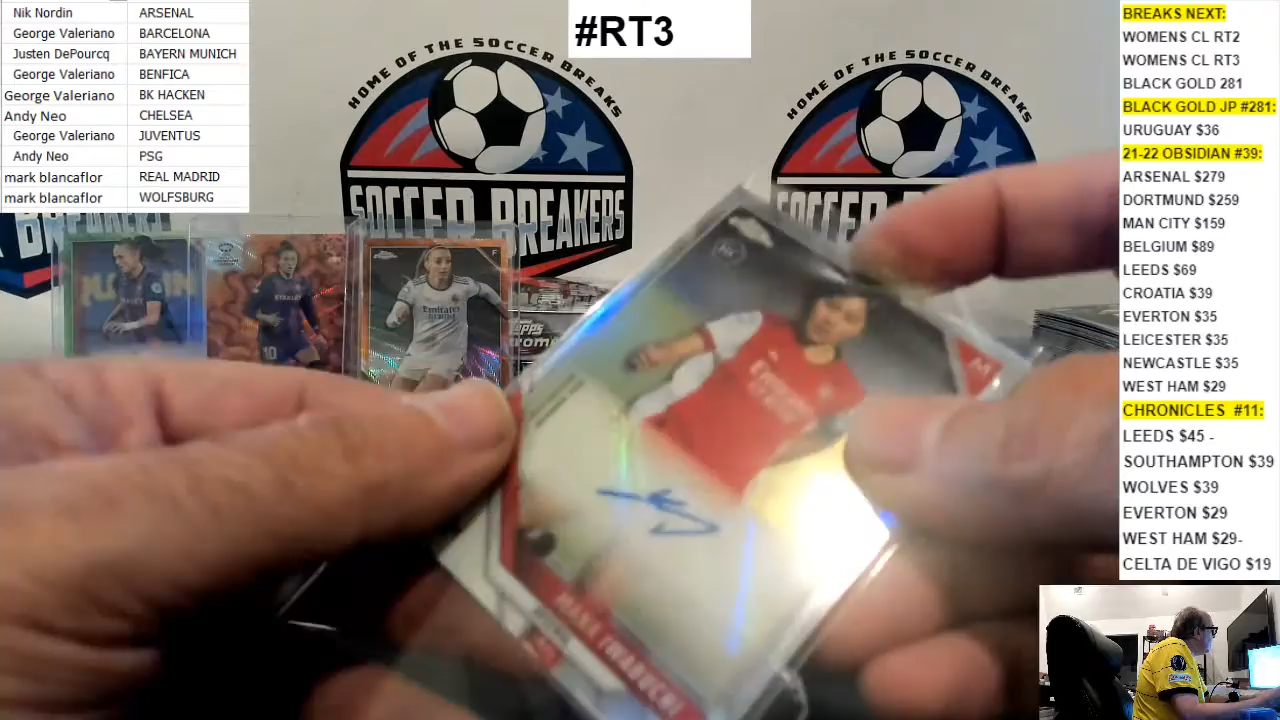 Nik Nordin ARSENAL
George Valeriano BARCELONA
Justen DePourcq BAYERN MUNICH
George Valeriano BENFICA
George Valeriano BK HACKEN
Andy Neo CHELSEA
George Valeriano JUVENTUS
Andy Neo PSG
mark blancaflor REAL MADRID
mark blancaflor WOLFSBURG
#RT3
HOME OF THE SOCCER BREAKS
SOCCER BREAKERS
HOME OF THE SOCCER BREAKS
Emirates
Emirates
MANA IWABUCHI
BREAKS NEXT:
WOMENS CL RT2
WOMENS CL RT3
BLACK GOLD 281
BLACK GOLD JP #281:
URUGUAY $36
21-22 OBSIDIAN #39:
ARSENAL $279
DORTMUND $259
MAN CITY $159
BELGIUM $89
LEEDS $69
CROATIA $39
EVERTON $35
LEICESTER $35
NEWCASTLE $35
WEST HAM $29
CHRONICLES #11:
LEEDS $45 -
SOUTHAMPTON $39
WOLVES $39
EVERTON $29
WEST HAM $29-
CELTA DE VIGO $19